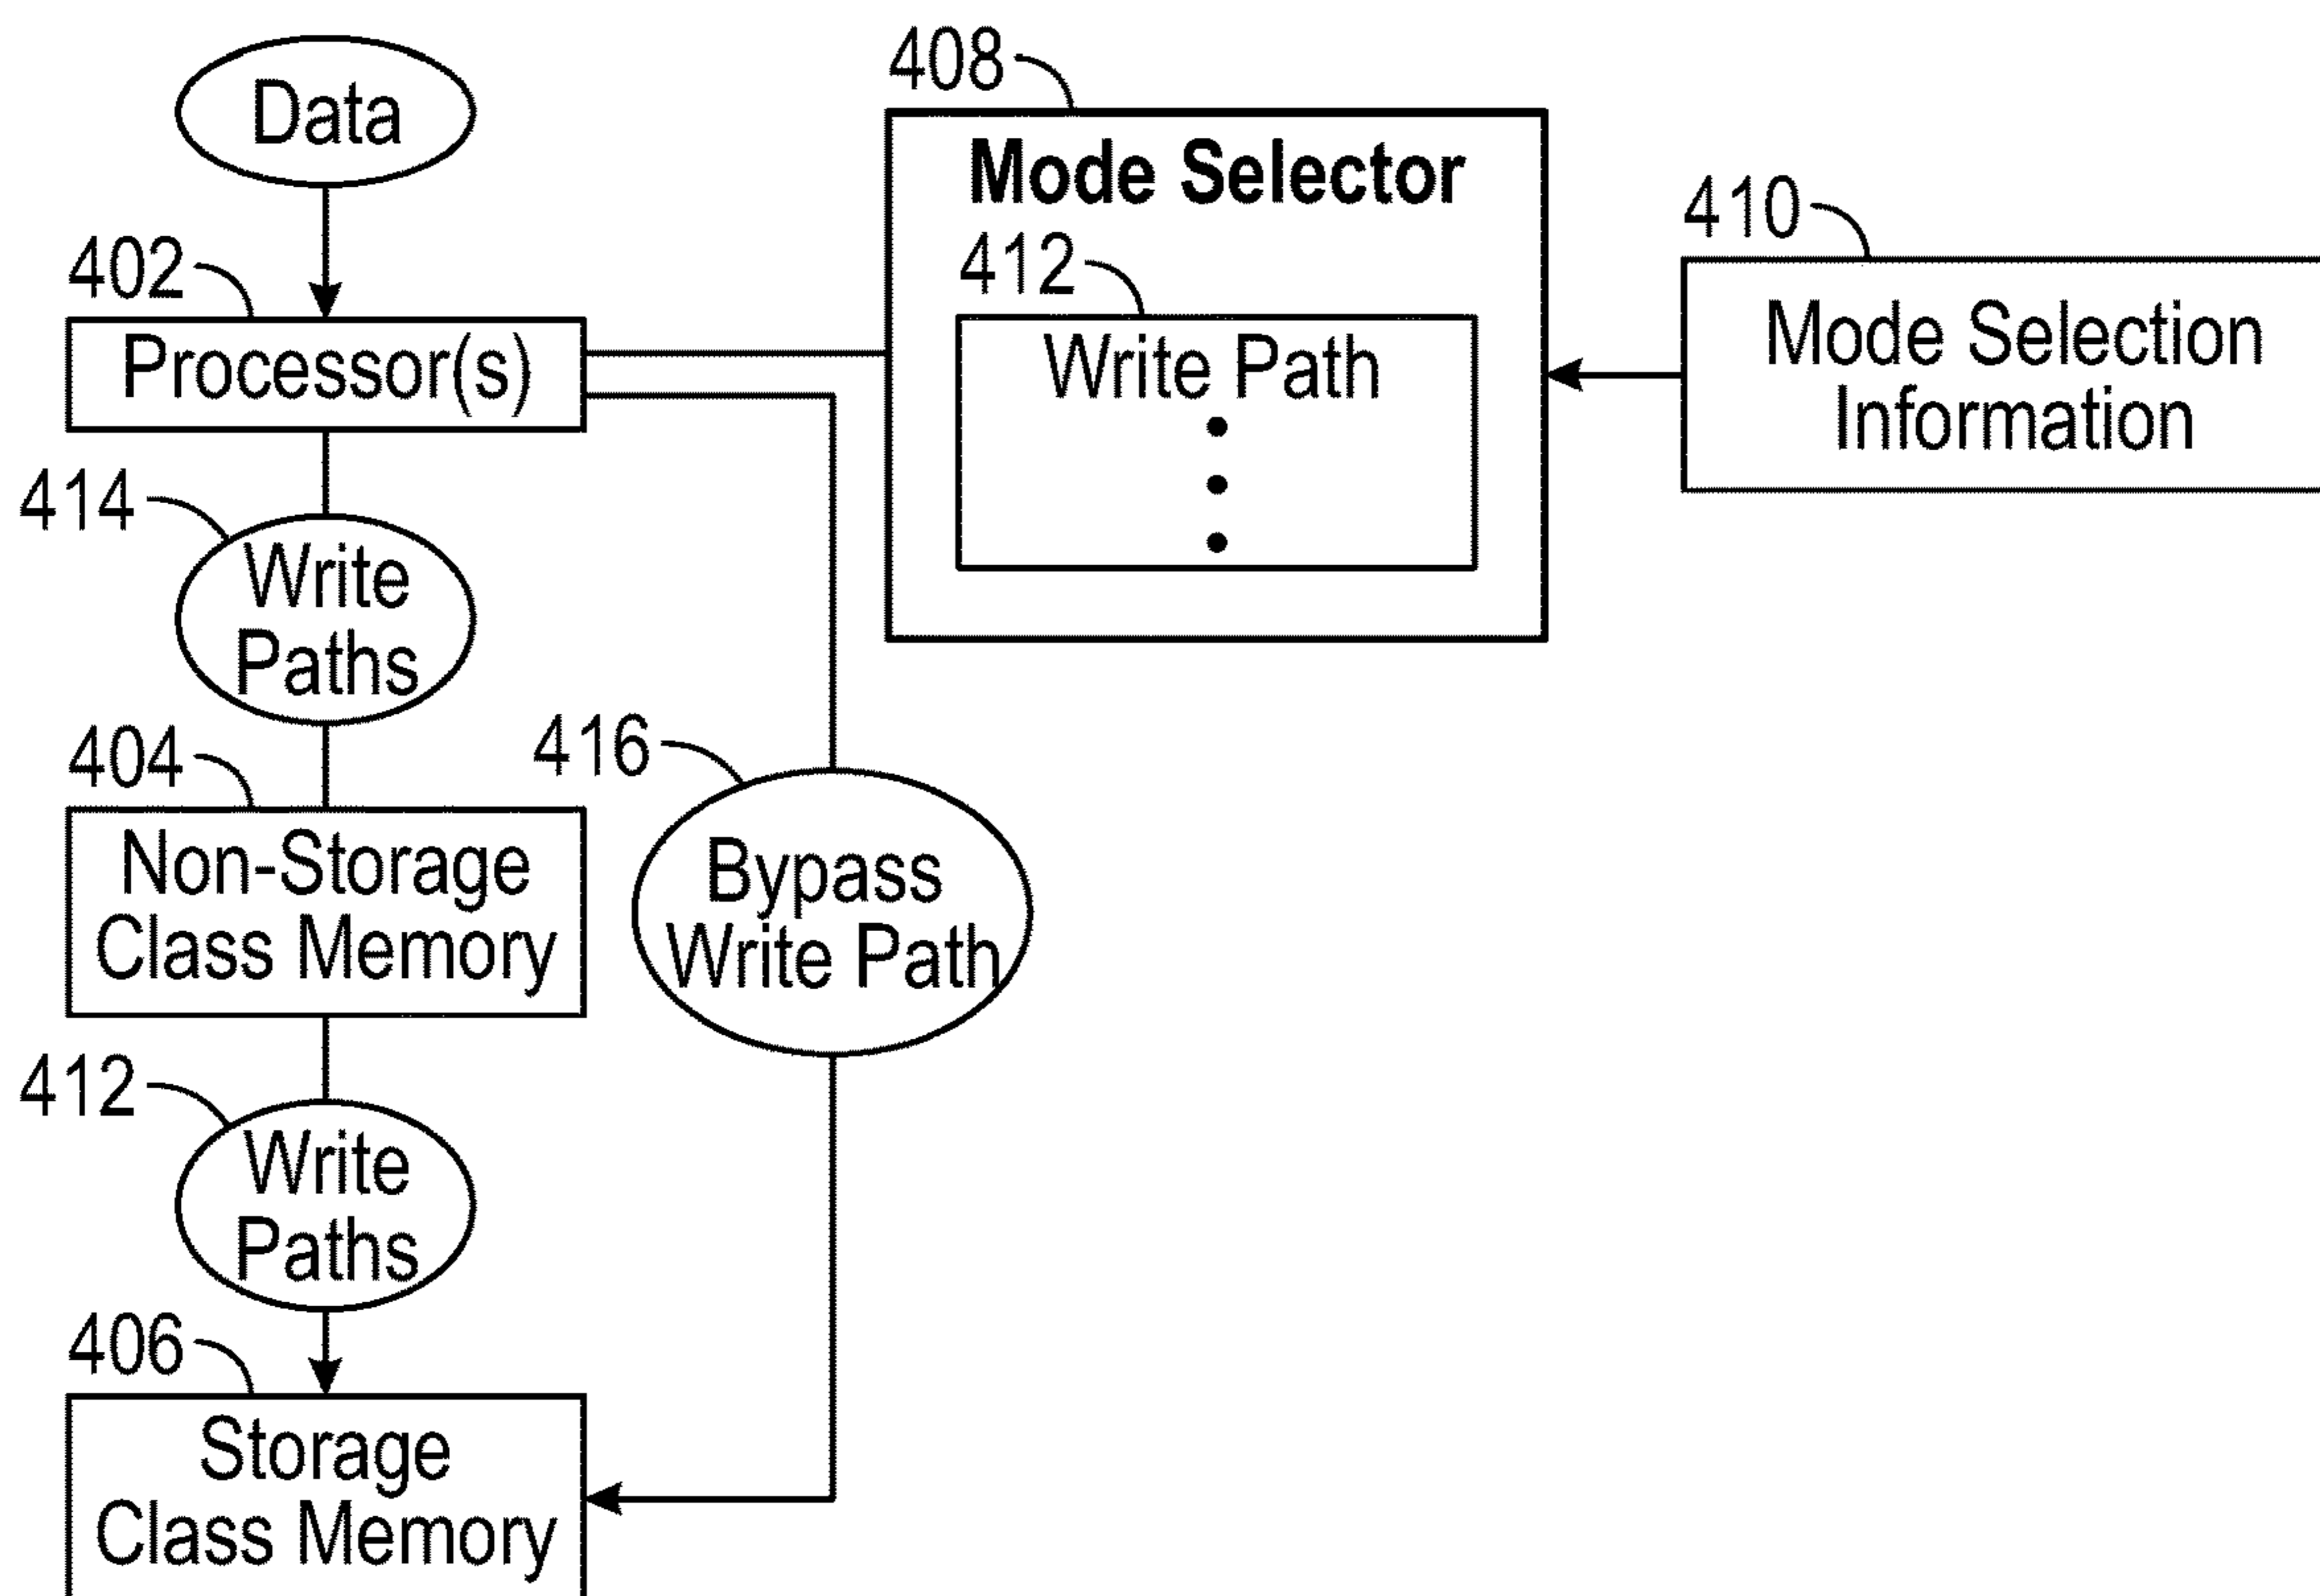 Data
402
Processor(s)
414
Write
Paths
404
Non-Storage
Class Memory
412
Write
Paths
406
Storage
Class Memory
416
Bypass
Write Path
408
Mode Selector
412
Write Path
410
Mode Selection
Information